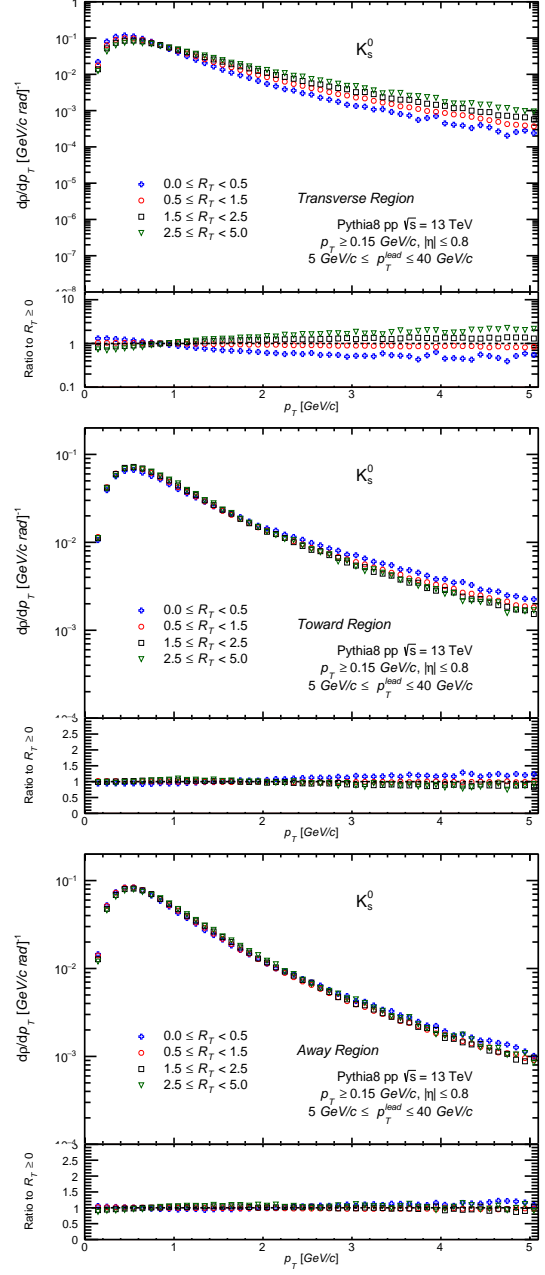 1
10⁻¹
10⁻²
10⁻³
10⁻⁴
10⁻⁵
10⁻⁶
10⁻⁷
10⁻⁸
dρ/dp_T [GeV/c rad]⁻¹
K⁰_s
0.0 ≤ R_T < 0.5
0.5 ≤ R_T < 1.5
1.5 ≤ R_T < 2.5
2.5 ≤ R_T < 5.0
Transverse Region
Pythia8 pp √s = 13 TeV
p_T ≥ 0.15 GeV/c, |η| ≤ 0.8
5 GeV/c ≤ p_T^lead ≤ 40 GeV/c
10
1
0.1
Ratio to R_T ≥ 0
0 1 2 3 4 5
p_T [GeV/c]
10⁻¹
10⁻²
10⁻³
10⁻⁴
dρ/dp_T [GeV/c rad]⁻¹
K⁰_s
0.0 ≤ R_T < 0.5
0.5 ≤ R_T < 1.5
1.5 ≤ R_T < 2.5
2.5 ≤ R_T < 5.0
Toward Region
Pythia8 pp √s = 13 TeV
p_T ≥ 0.15 GeV/c, |η| ≤ 0.8
5 GeV/c ≤ p_T^lead ≤ 40 GeV/c
2.5
2
1.5
1
0.5
0
Ratio to R_T ≥ 0
0 1 2 3 4 5
p_T [GeV/c]
10⁻¹
10⁻²
10⁻³
10⁻⁴
dρ/dp_T [GeV/c rad]⁻¹
K⁰_s
0.0 ≤ R_T < 0.5
0.5 ≤ R_T < 1.5
1.5 ≤ R_T < 2.5
2.5 ≤ R_T < 5.0
Away Region
Pythia8 pp √s = 13 TeV
p_T ≥ 0.15 GeV/c, |η| ≤ 0.8
5 GeV/c ≤ p_T^lead ≤ 40 GeV/c
2.5
2
1.5
1
0.5
0
Ratio to R_T ≥ 0
0 1 2 3 4 5
p_T [GeV/c]